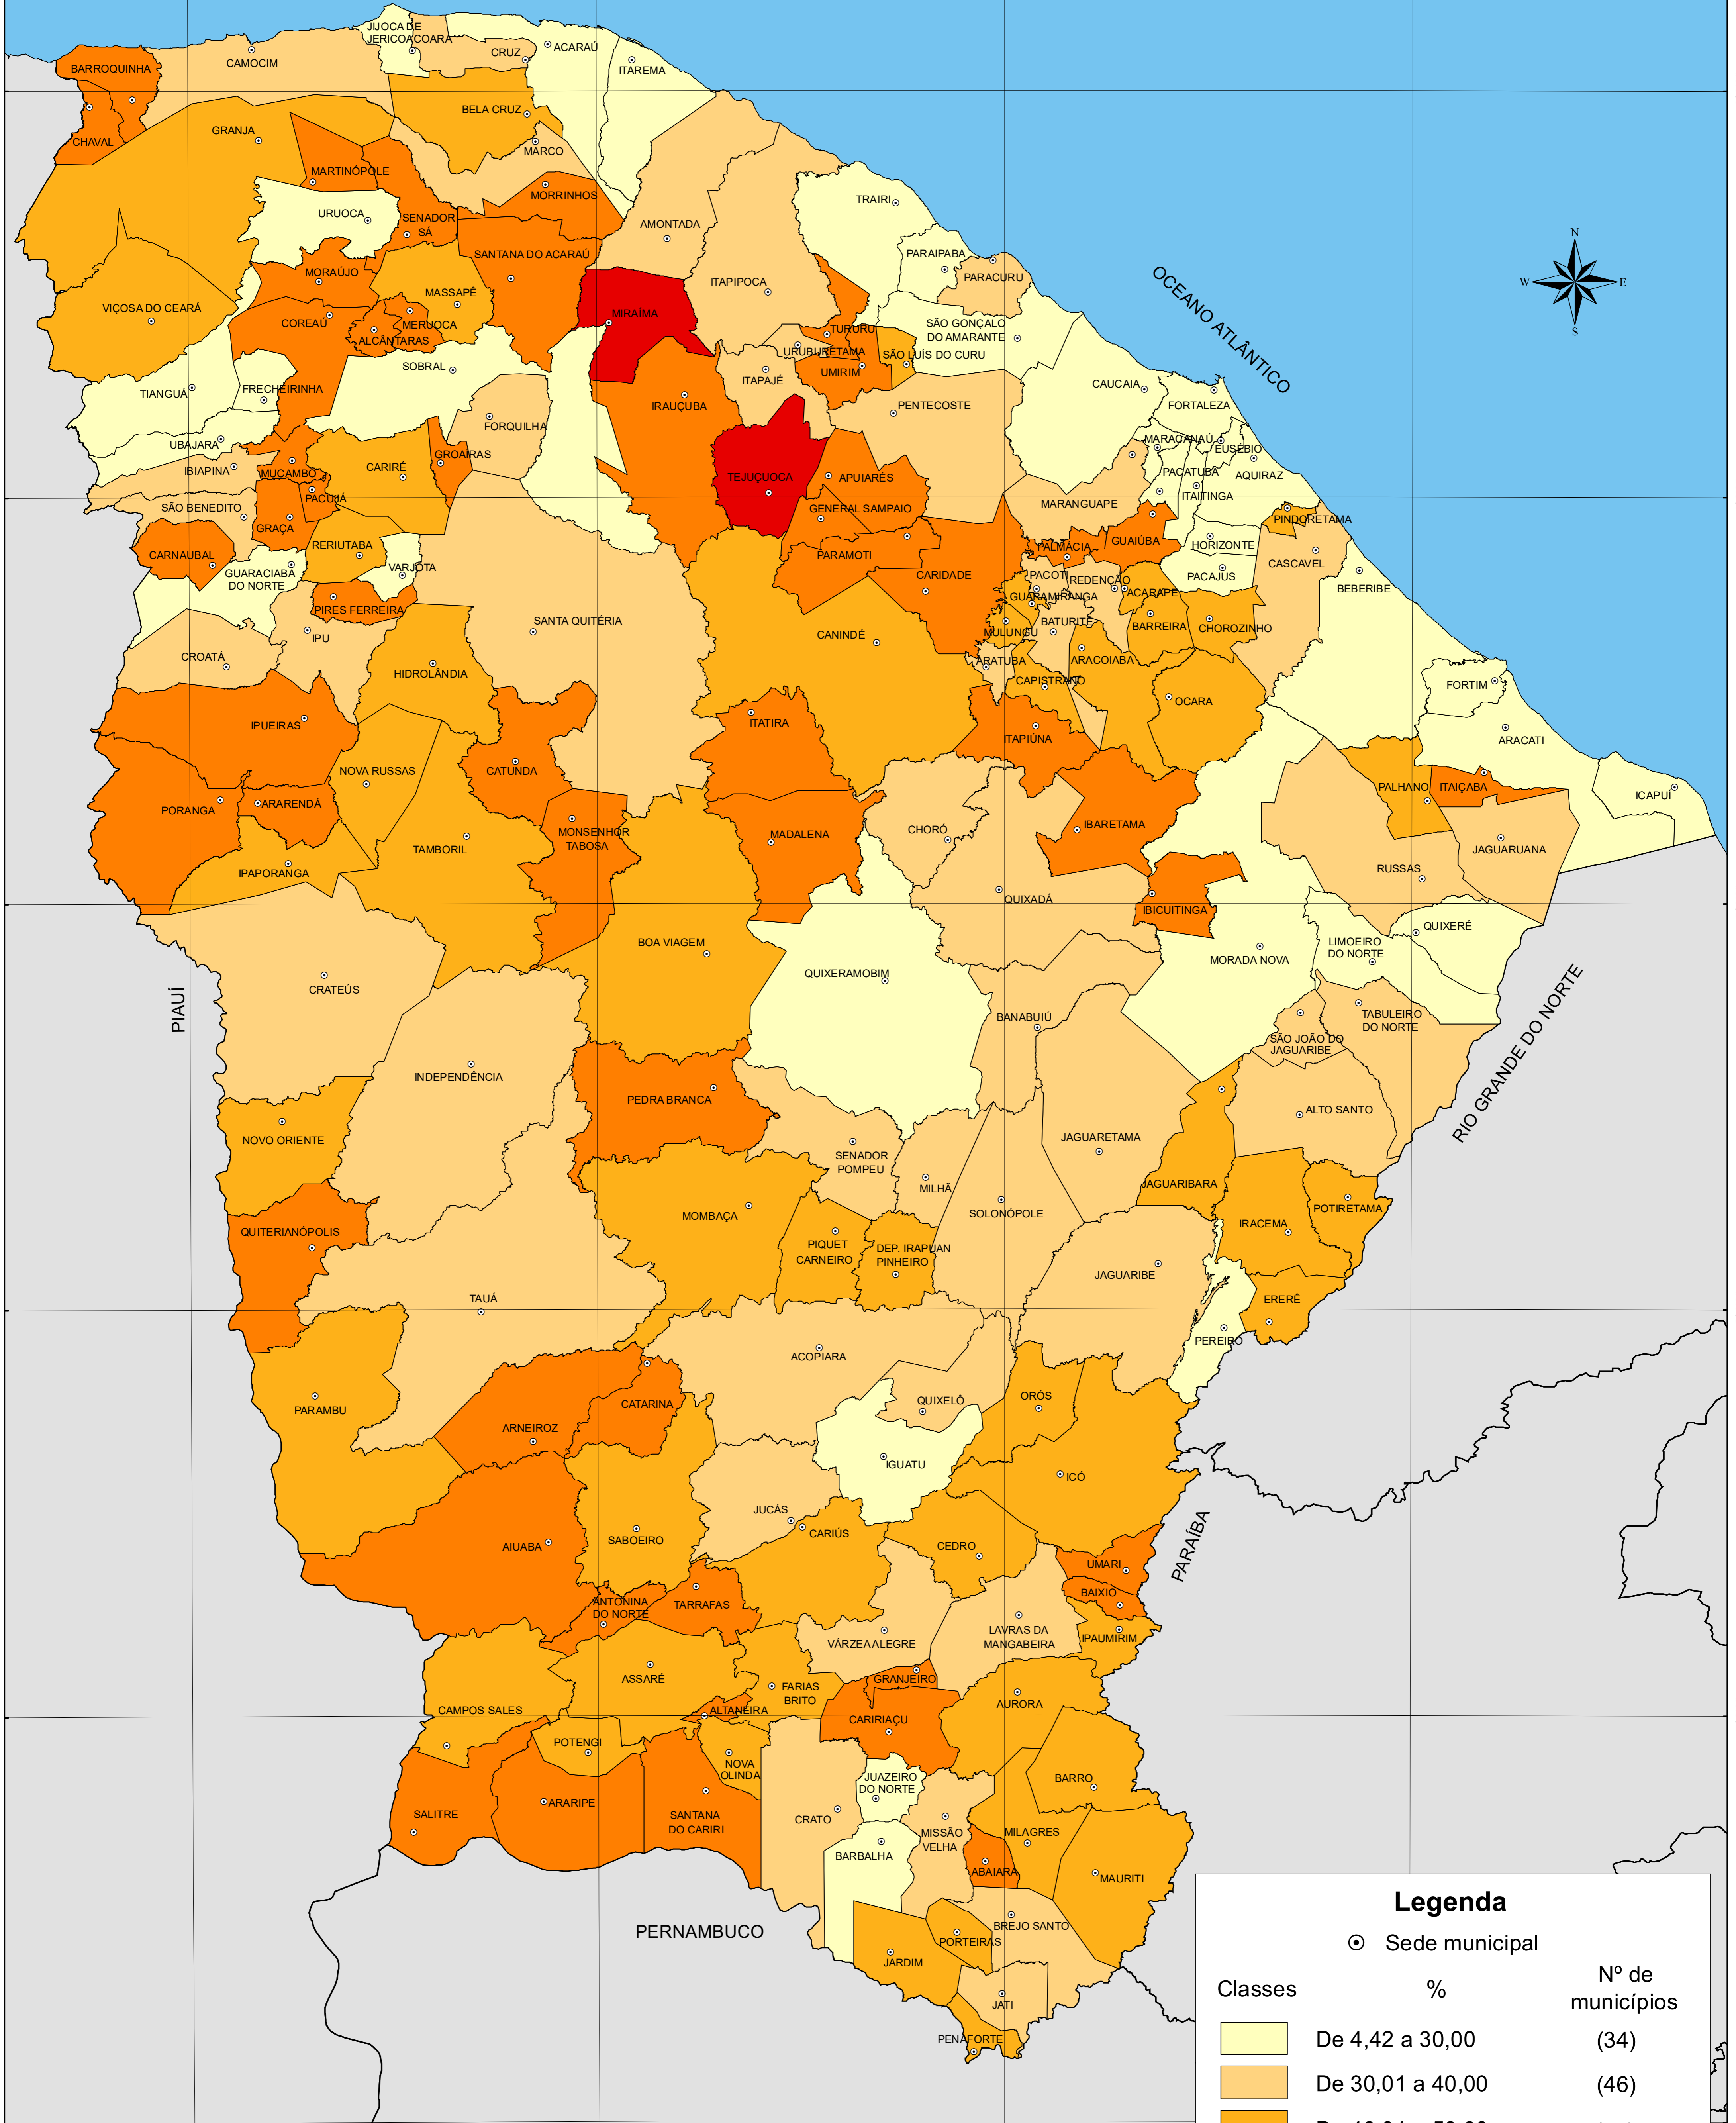 JIJOCA DE
JERICOACOARA
CRUZ
ACARAÚ
ITAREMA
BARROQUINHA
CAMOCIM
CHAVAL
GRANJA
BELA CRUZ
MARCO
MARTINÓPOLE
MORRINHOS
URUOCA
SENADOR
SÁ
SANTANA DO ACARAÚ
AMONTADA
TRAIRI
PARAIPABA
PARACURU
ITAPIPOCA
MORAÚJO
MASSAPÊ
VIÇOSA DO CEARÁ
COREAÚ
MERUOCA
ALCÂNTARAS
MIRAÍMA
TURURU
URUBURETAMA
SÃO GONÇALO
DO AMARANTE
SÃO LUÍS DO CURU
UMIRIM
ITAPAJÉ
N
W
E
S
OCEANO ATLÂNTICO
SOBRAL
TIANGUÁ
FRECHEIRINHA
IRAUÇUBA
PENTECOSTE
CAUCAIA
FORTALEZA
FORQUILHA
UBAJARA
IBIAPINA
MUCAMBO
CARIRÉ
GROAÍRAS
TEJUÇUOCA
APUIARÉS
MARACANAÚ
EUSÉBIO
PACATUBA
AQUIRAZ
ITAITINGA
PACUJÁ
SÃO BENEDITO
GRAÇA
GENERAL SAMPAIO
MARANGUAPE
PINDORETAMA
CARNAUBAL
RERIUTABA
GUARACIABA
DO NORTE
VARJOTA
PARAMOTI
PALMÁCIA
GUAIÚBA
HORIZONTE
CASCAVEL
CARIDADE
PACOTI
REDENÇÃO
PACAJUS
BEBERIBE
GUARAMIRANGA
ACARAPE
PIRES FERREIRA
IPU
SANTA QUITÉRIA
CANINDÉ
MULUNGU
BATURITÉ
BARREIRA
CHOROZINHO
CROATÁ
HIDROLÂNDIA
ARATUBA
ARACOIABA
CAPISTRANO
OCARA
FORTIM
IPUEIRAS
ITATIRA
ITAPIÚNA
ARACATI
NOVA RUSSAS
CATUNDA
PORANGA
ARARENDÁ
MONSENHOR
TABOSA
MADALENA
CHORÓ
IBARETAMA
PALHANO
ITAIÇABA
ICAPUÍ
TAMBORIL
IPAPORANGA
QUIXADÁ
RUSSAS
JAGUARUANA
IBICUITINGA
BOA VIAGEM
QUIXERAMOBIM
MORADA NOVA
LIMOEIRO
DO NORTE
QUIXERÉ
PIAUÍ
CRATEÚS
BANABUIÚ
SÃO JOÃO DO
JAGUARIBE
TABULEIRO
DO NORTE
RIO GRANDE DO NORTE
INDEPENDÊNCIA
PEDRA BRANCA
NOVO ORIENTE
SENADOR
POMPEU
JAGUARETAMA
ALTO SANTO
MILHÃ
JAGUARIBARA
MOMBAÇA
SOLONÓPOLE
QUITERIANÓPOLIS
PIQUET
CARNEIRO
DEP. IRAPUAN
PINHEIRO
JAGUARIBE
IRACEMA
POTIRETAMA
TAUÁ
ERERÊ
PEREIRO
ACOPIARA
PARAMBU
ARNEIROZ
CATARINA
QUIXELÔ
ORÓS
IGUATU
ICÓ
JUCÁS
CARIÚS
AIUABA
SABOEIRO
CEDRO
PARAÍBA
UMARI
BAIXIO
ANTONINA
DO NORTE
TARRAFAS
VÁRZEA ALEGRE
LAVRAS DA
MANGABEIRA
IPAUMIRIM
ASSARÉ
FARIAS
BRITO
GRANJEIRO
AURORA
CAMPOS SALES
ALTANEIRA
CARIRIAÇU
POTENGI
NOVA
OLINDA
JUAZEIRO
DO NORTE
BARRO
SALITRE
ARARIPE
SANTANA
DO CARIRI
CRATO
MISSÃO
VELHA
MILAGRES
BARBALHA
ABAIARA
MAURITI
PERNAMBUCO
BREJO SANTO
PORTEIRAS
JARDIM
JATI
PENAFORTE
Legenda
Sede municipal
Classes
%
Nº de
municípios
De 4,42 a 30,00
(34)
De 30,01 a 40,00
(46)